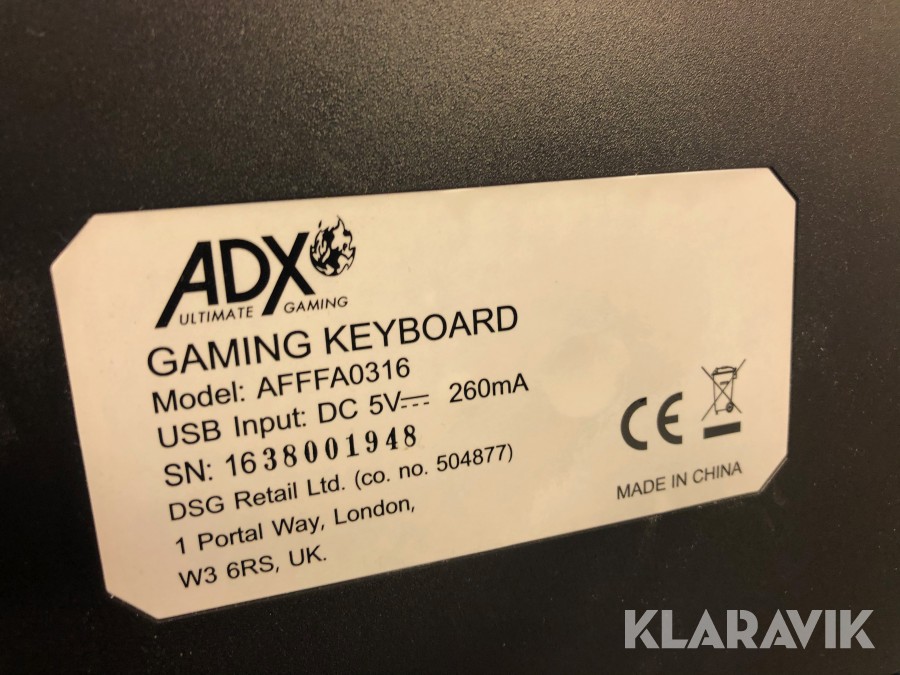 ADX
ULTIMATE GAMING
GAMING KEYBOARD
Model: AFFFA0316
USB Input: DC 5V⎓ 260mA
SN: 1638001948
DSG Retail Ltd. (co. no. 504877)
1 Portal Way, London,
W3 6RS, UK.
CE
MADE IN CHINA
KLARAVIK